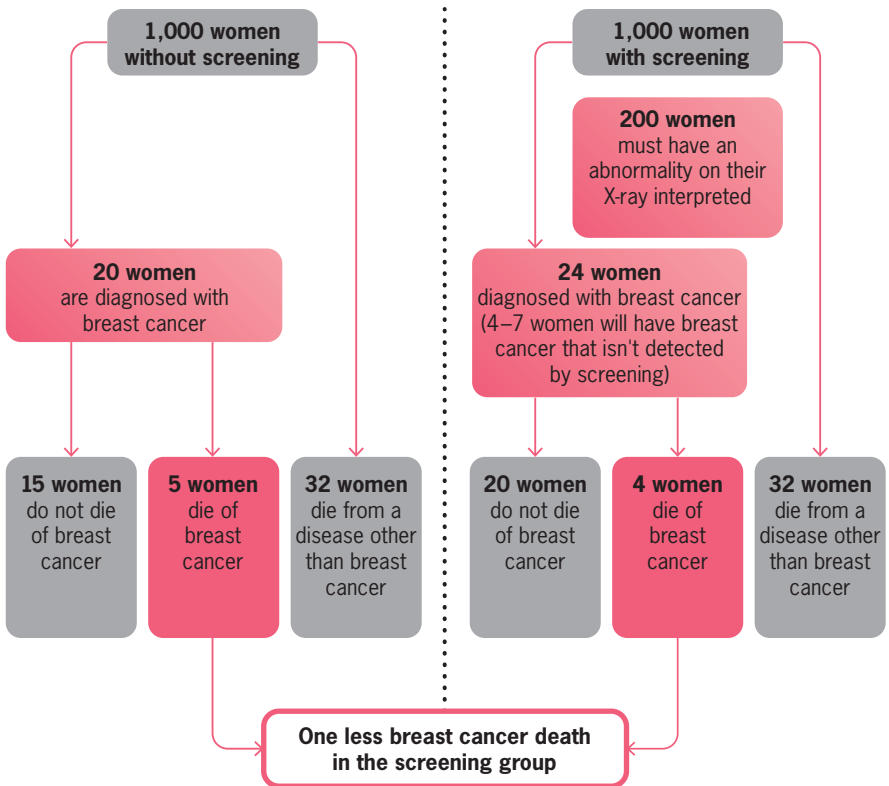 1,000 women
without screening
20 women
are diagnosed with
breast cancer
15 women
do not die
of breast
cancer
5 women
die of
breast
cancer
32 women
die from a
disease other
than breast
cancer
1,000 women
with screening
200 women
must have an
abnormality on their
X-ray interpreted
24 women
diagnosed with breast cancer
(4–7 women will have breast
cancer that isn't detected
by screening)
20 women
do not die
of breast
cancer
4 women
die of
breast
cancer
32 women
die from a
disease other
than breast
cancer
One less breast cancer death
in the screening group